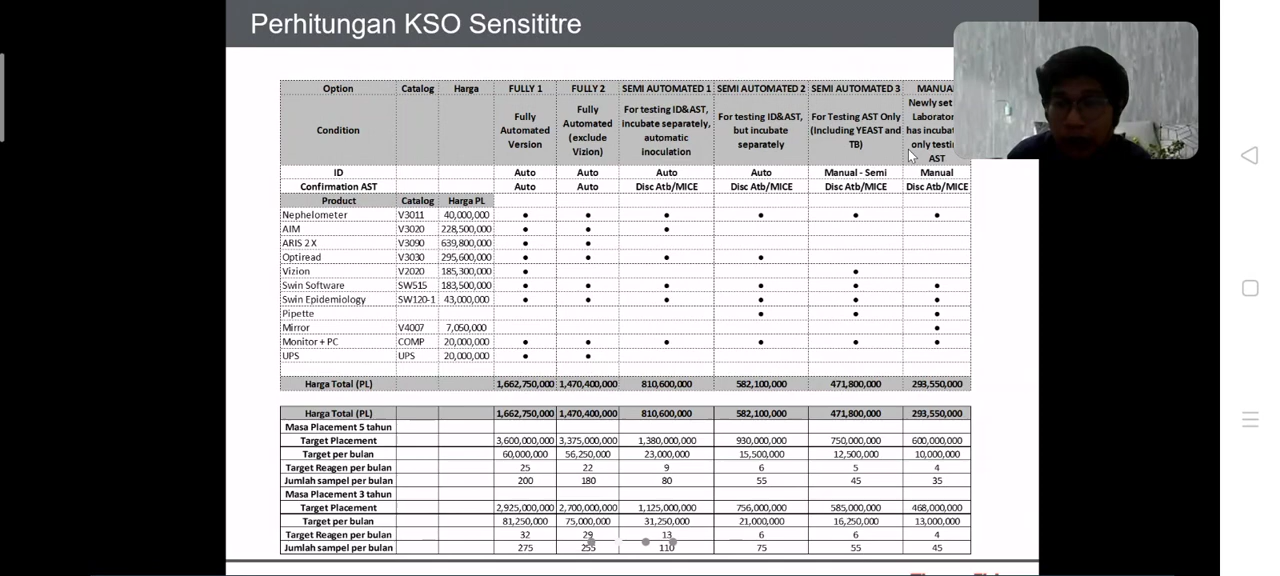 Perhitungan KSO Sensititre
Option Catalog Harga FULLY 1 FULLY 2 SEMI AUTOMATED 1 SEMI AUTOMATED 2 SEMI AUTOMATED 3
Condition Fully Automated Version Fully Automated (exclude Vizion) For testing ID&AST, incubate separately, automatic inoculation For testing ID&AST, but incubate separately For Testing AST Only (Including YEAST and TB) Newly set only AST
ID Auto Auto Auto Auto Manual - Semi Manual
Confirmation AST Auto Auto Disc Atb/MICE Disc Atb/MICE Disc Atb/MICE Disc Atb/MICE
Product Catalog Harga PL
Nephelometer V3011 40,000,000 • • • • • •
AIM V3020 228,500,000 • • •
ARIS 2X V3090 639,800,000 • •
Optiread V3030 295,600,000 • • • •
Vizion V2020 185,300,000 • •
Swin Software SW515 183,500,000 • • • • • •
Swin Epidemiology SW120-1 43,000,000 • • • • • •
Pipette • • •
Mirror V4007 7,050,000 •
Monitor + PC COMP 20,000,000 • • • • • •
UPS UPS 20,000,000 • •
Harga Total (PL) 1,662,750,000 1,470,400,000 810,600,000 582,100,000 471,800,000 293,550,000
Harga Total (PL) 1,662,750,000 1,470,400,000 810,600,000 582,100,000 471,800,000 293,550,000
Masa Placement 5 tahun
Target Placement 3,600,000,000 3,375,000,000 1,380,000,000 930,000,000 750,000,000 600,000,000
Target per bulan 60,000,000 56,250,000 23,000,000 15,500,000 12,500,000 10,000,000
Target Reagen per bulan 25 22 9 6 5 4
Jumlah sampel per bulan 200 180 80 55 45 35
Masa Placement 3 tahun
Target Placement 2,925,000,000 2,700,000,000 1,125,000,000 756,000,000 585,000,000 468,000,000
Target per bulan 81,250,000 75,000,000 31,250,000 21,000,000 16,250,000 13,000,000
Target Reagen per bulan 32 29 13 6 6 4
Jumlah sampel per bulan 275 255 110 75 55 45